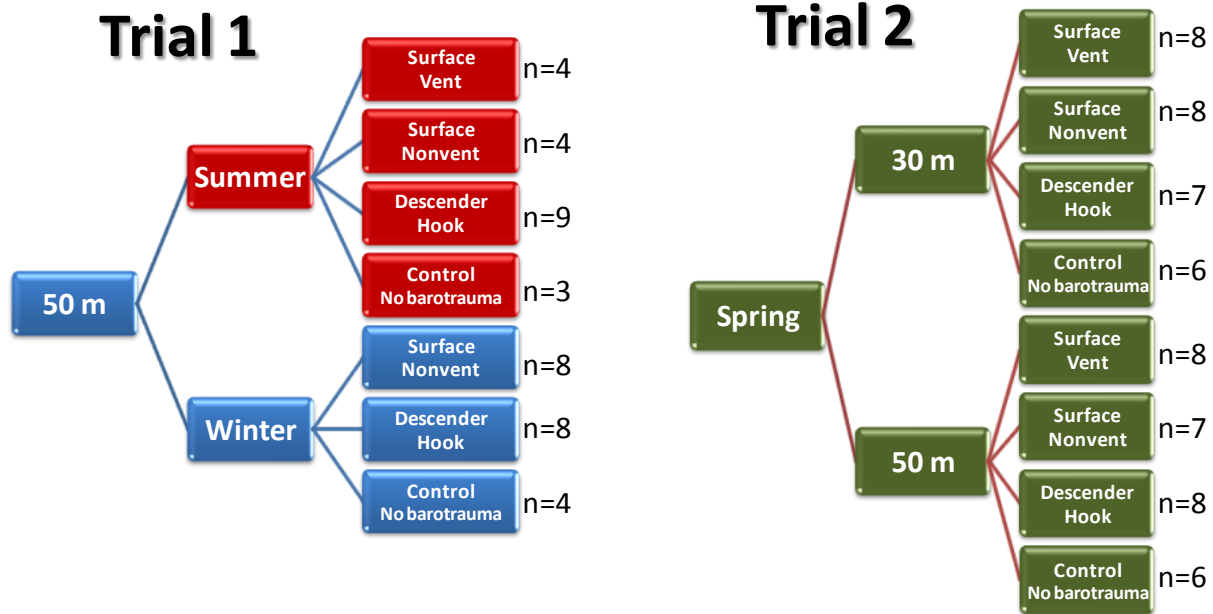 Trial 1
50 m
Summer
Surface
Vent
n=4
Surface
Nonvent
n=4
Descender
Hook
n=9
Control
No barotrauma
n=3
Winter
Surface
Nonvent
n=8
Descender
Hook
n=8
Control
No barotrauma
n=4
Trial 2
Spring
30 m
Surface
Vent
n=8
Surface
Nonvent
n=8
Descender
Hook
n=7
Control
No barotrauma
n=6
50 m
Surface
Vent
n=8
Surface
Nonvent
n=7
Descender
Hook
n=8
Control
No barotrauma
n=6